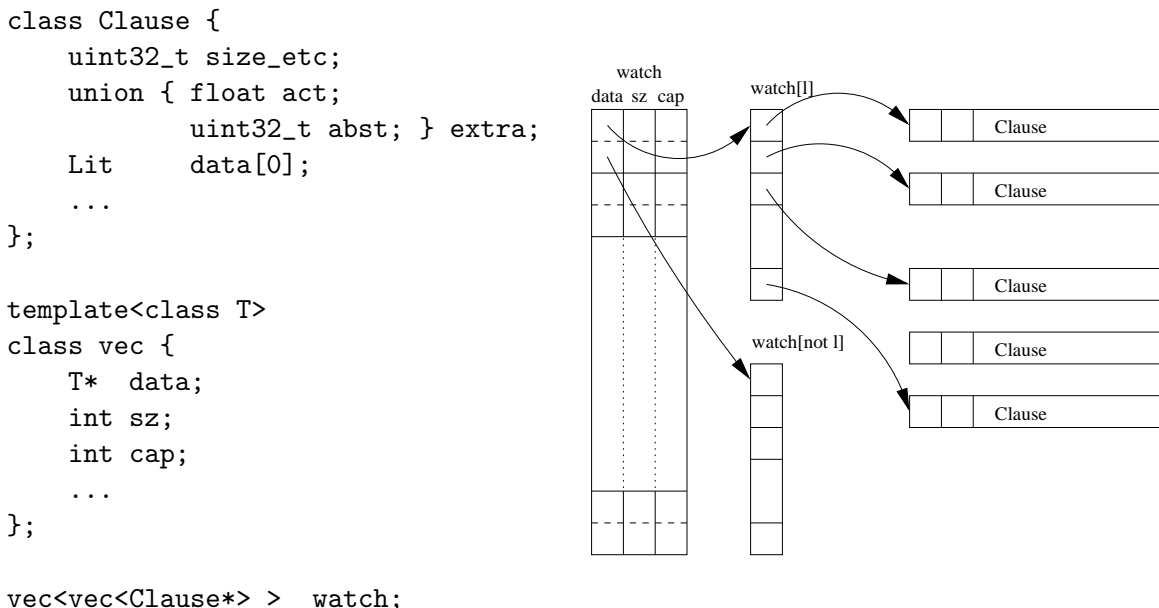 class Clause {
    uint32_t size_etc;
    union { float act;
            uint32_t abst; } extra;
    Lit      data[0];
    ...
};
template<class T>
class vec {
    T*  data;
    int sz;
    int cap;
    ...
};
vec<vec<Clause*> >  watch;
watch
data sz cap
watch[l]
Clause
Clause
Clause
watch[not l]
Clause
Clause